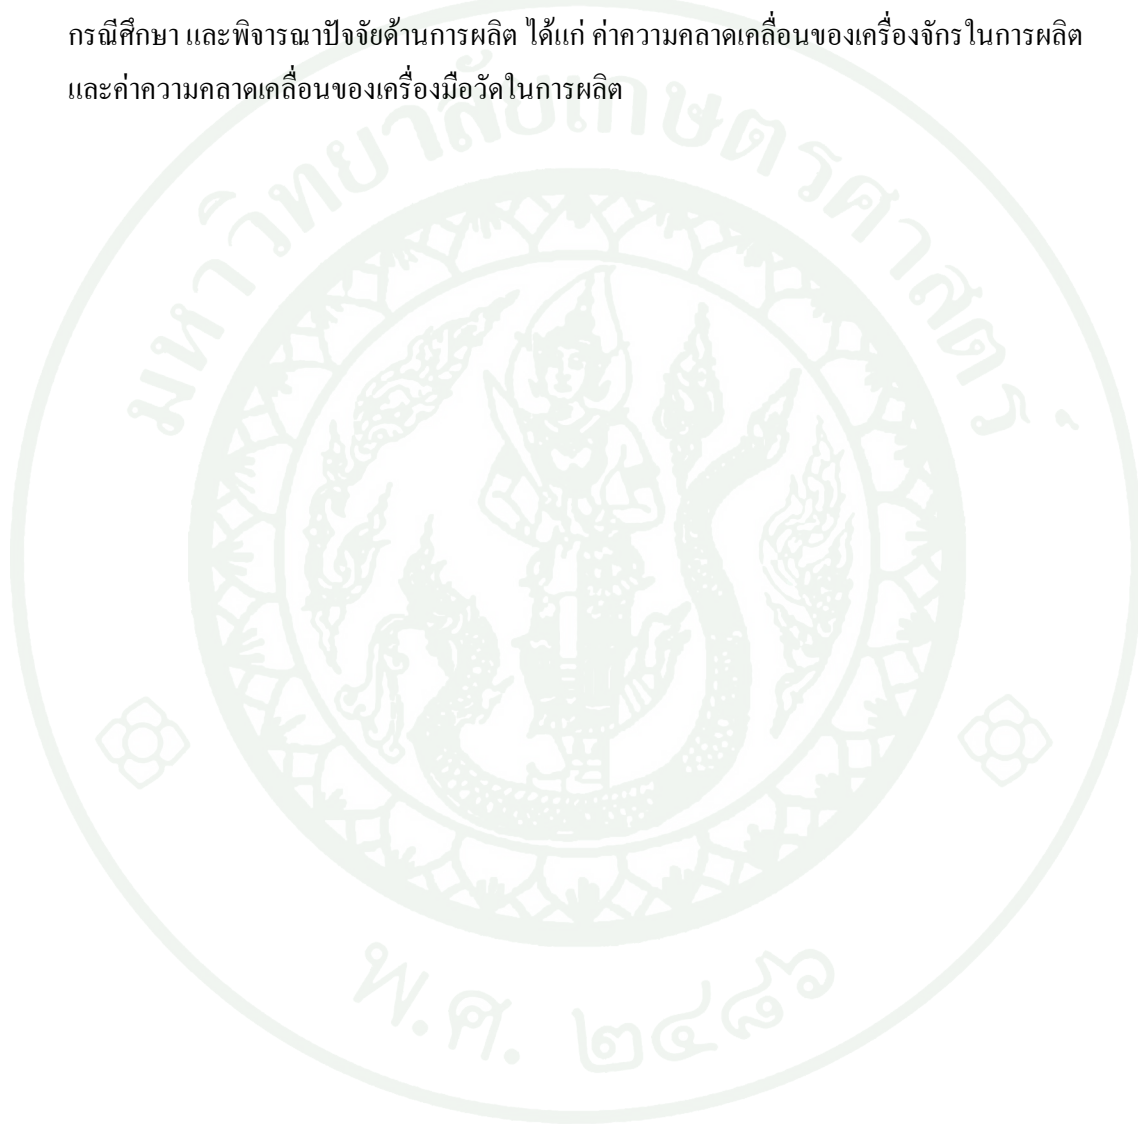 กรณีศึกษา และพิจารณาปัจจัยด้านการผลิต ได้แก่ ค่าความคลาดเคลื่อนของเครื่องจักรในการผลิต
และค่าความคลาดเคลื่อนของเครื่องมือวัดในการผลิต
มหาวิทยาลัยเกษตรศาสตร์
พ.ศ. ๒๔๘๖